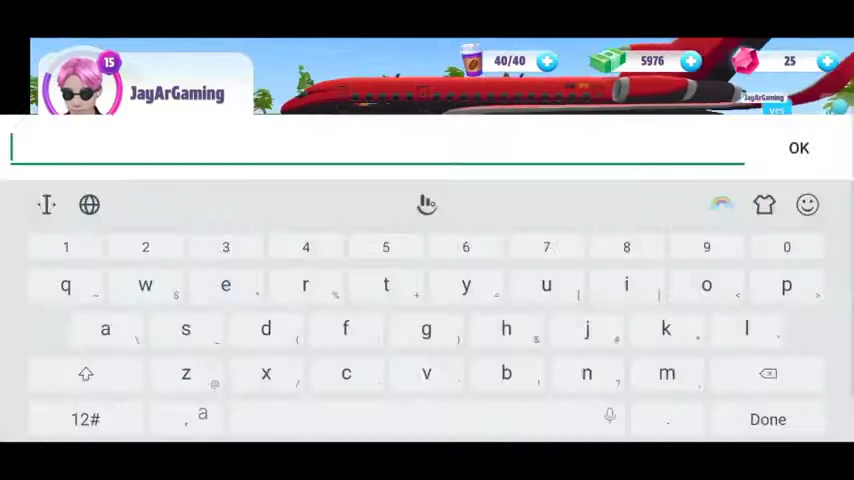 15
JayArGaming
40/40
5976
25
JayArGaming
yes
OK
1 2 3 4 5 6 7 8 9 0
q w e r t y u i o p
~ $ % + = [ | < >
a s d f g h j k l
\ _ ( ) & # *
z x c v b n m
@ / ! ? 
12# , a . Done